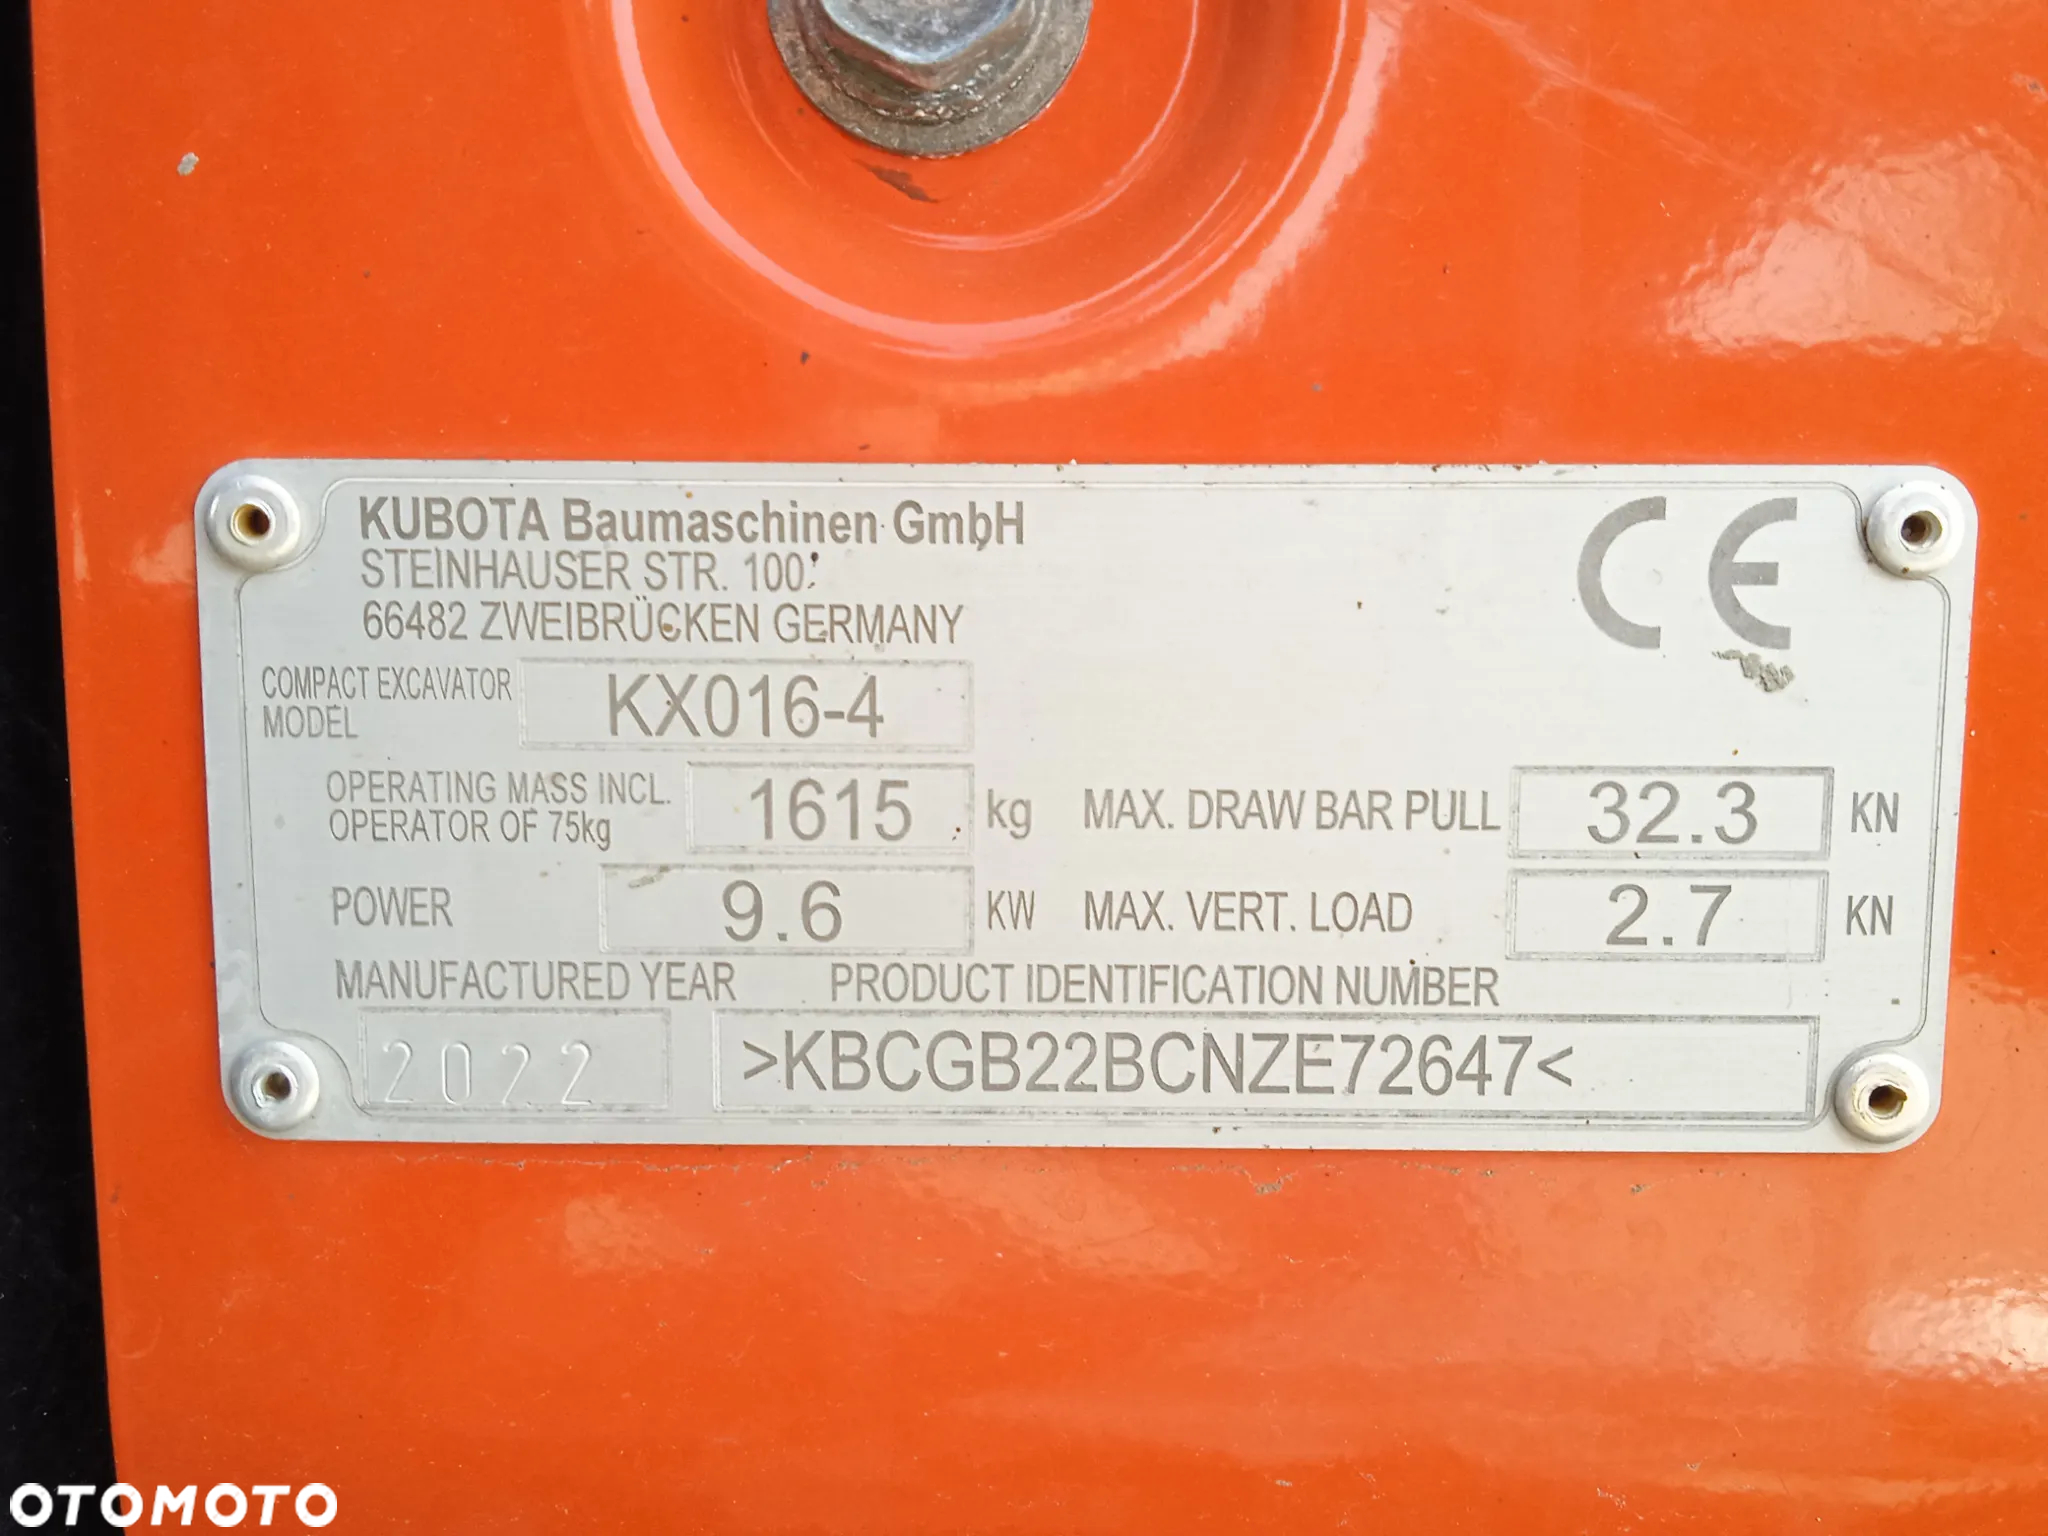 KUBOTA Baumaschinen GmbH
STEINHAUSER STR. 100
66482 ZWEIBRÜCKEN GERMANY
CE
COMPACT EXCAVATOR
MODEL
KX016-4
OPERATING MASS INCL.
OPERATOR OF 75kg
1615 kg
MAX. DRAW BAR PULL 32.3 KN
POWER 9.6 KW
MAX. VERT. LOAD 2.7 KN
MANUFACTURED YEAR
2022
PRODUCT IDENTIFICATION NUMBER
>KBCGB22BCNZE72647<
OTOMOTO